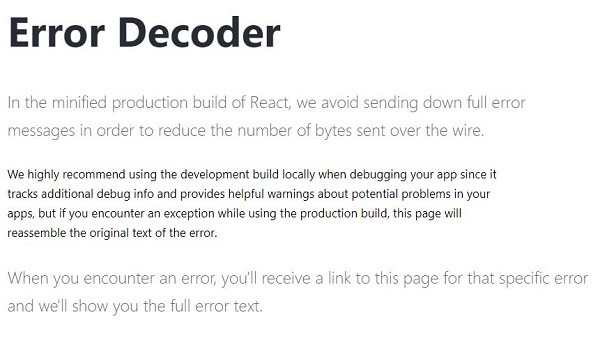 Error Decoder
In the minified production build of React, we avoid sending down full error
messages in order to reduce the number of bytes sent over the wire.
We highly recommend using the development build locally when debugging your app since it
tracks additional debug info and provides helpful warnings about potential problems in your
apps, but if you encounter an exception while using the production build, this page will
reassemble the original text of the error.
When you encounter an error, you'll receive a link to this page for that specific error
and we'll show you the full error text.